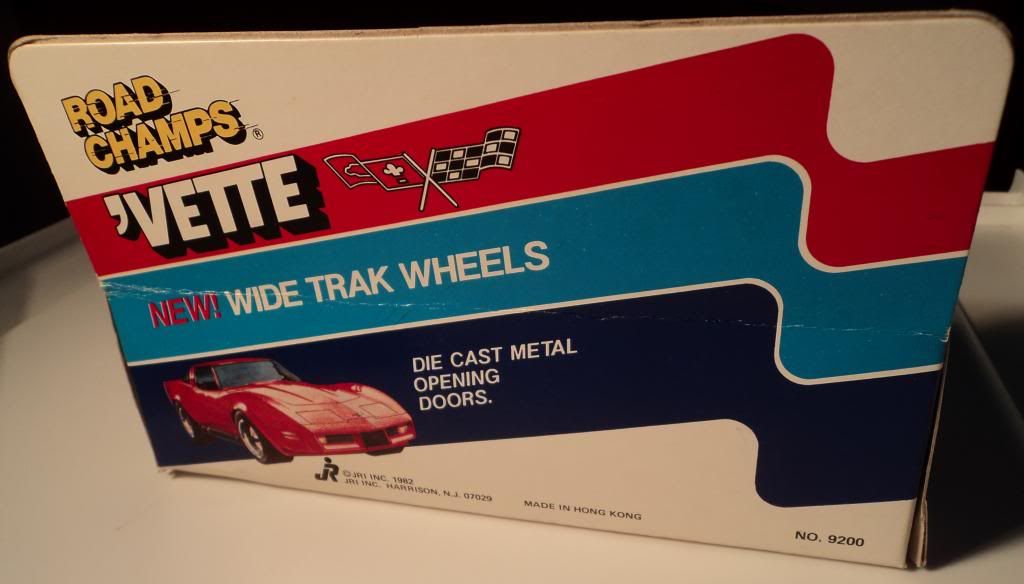 ROAD
CHAMPS®
'VETTE
NEW! WIDE TRAK WHEELS
DIE CAST METAL
OPENING
DOORS.
JR ©JRI INC. 1982
JRI INC. HARRISON, N.J. 07029
MADE IN HONG KONG
NO. 9200